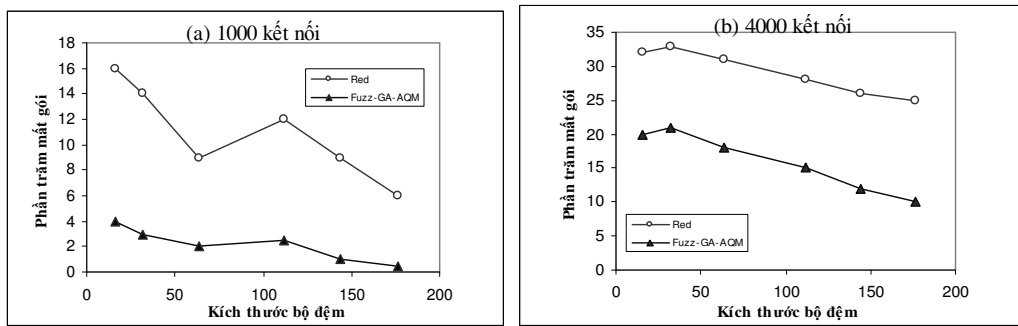 (a) 1000 kết nối
18
16
14
12
10
8
6
4
2
0
Phần trăm mất gói
Red
Fuzz-GA-AQM
0 50 100 150 200
Kích thước bộ đệm
(b) 4000 kết nối
35
30
25
20
15
10
5
0
Phần trăm mất gói
Red
Fuzz-GA-AQM
0 50 100 150 200
Kích thước bộ đệm